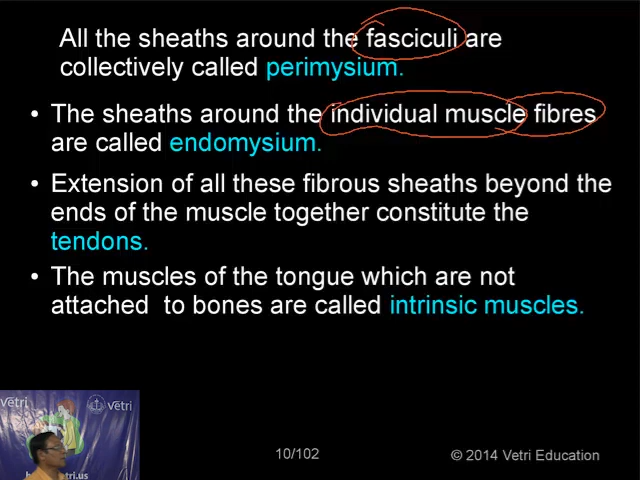 All the sheaths around the fasciculi are
collectively called perimysium.
• The sheaths around the individual muscle fibres
are called endomysium.
• Extension of all these fibrous sheaths beyond the
ends of the muscle together constitute the
tendons.
• The muscles of the tongue which are not
attached to bones are called intrinsic muscles.
Vetri
Vetri
10/102
© 2014 Vetri Education